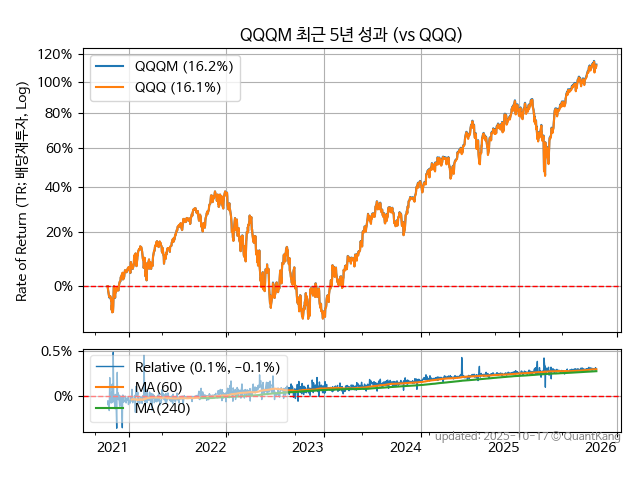 QQQM 최근 5년 성과 (vs QQQ)
Rate of Return (TR: 배당재투자, Log)
120%
100%
80%
60%
40%
20%
0%
QQQM (16.2%)
QQQ (16.1%)
0.5%
0%
Relative (0.1%, −0.1%)
MA(60)
MA(240)
2021 2022 2023 2024 2025 2026
updated: 2025-10-17 © QuantKang